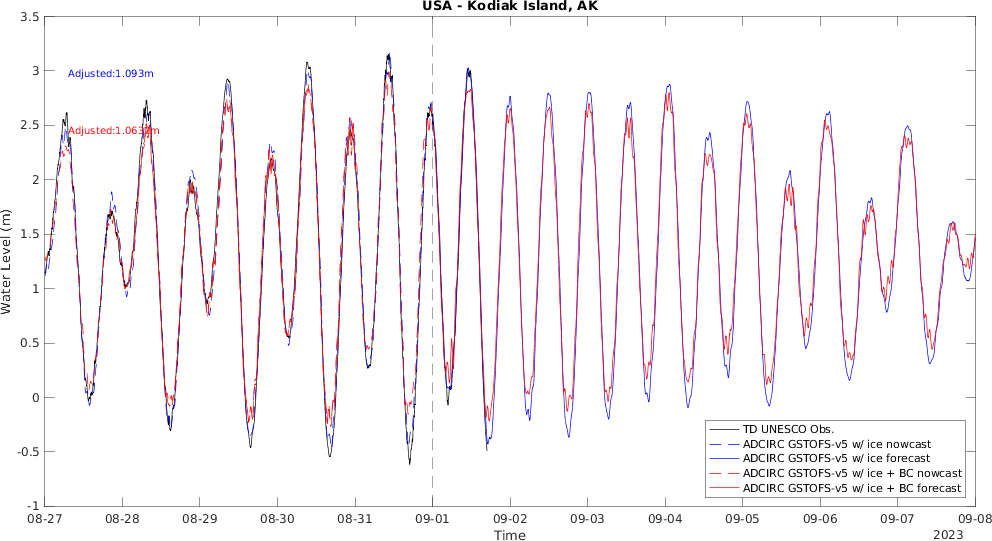 USA - Kodiak Island, AK
3.5
3
2.5
2
1.5
1
0.5
0
-0.5
-1
Water Level (m)
Adjusted:1.093m
Adjusted:1.0637m
TD UNESCO Obs.
ADCIRC GSTOFS-v5 w/ ice nowcast
ADCIRC GSTOFS-v5 w/ ice forecast
ADCIRC GSTOFS-v5 w/ ice + BC nowcast
ADCIRC GSTOFS-v5 w/ ice + BC forecast
08-27 08-28 08-29 08-30 08-31 09-01 09-02 09-03 09-04 09-05 09-06 09-07 09-08
Time
2023